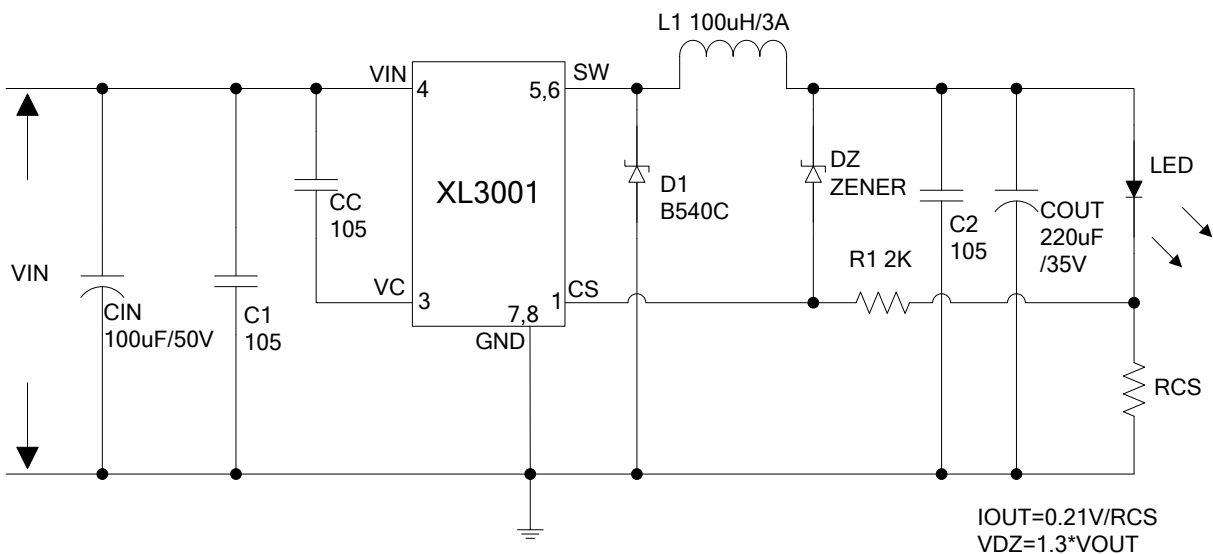 L1 100uH/3A
VIN
4
5,6
SW
XL3001
CC
105
D1
B540C
DZ
ZENER
LED
C2
105
COUT
220uF
/35V
R1 2K
VIN
VC
3
1
CS
7,8
GND
CIN
100uF/50V
C1
105
RCS
IOUT=0.21V/RCS
VDZ=1.3*VOUT